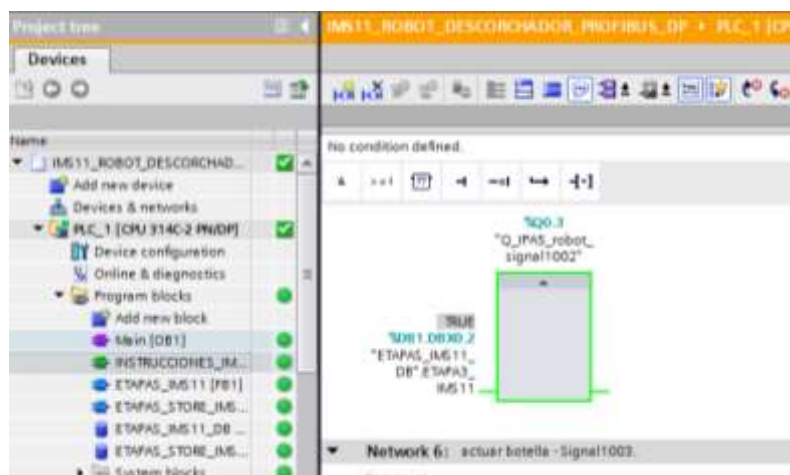 Project tree
IMS11_ROBOT_DESCORCHADOR_PROFIBUS_DP ▸ PLC_1 [CP
Devices
Name
IMS11_ROBOT_DESCORCHAD...
Add new device
Devices & networks
PLC_1 [CPU 314C-2 PN/DP]
Device configuration
Online & diagnostics
Program blocks
Add new block
Main [OB1]
INSTRUCCIONES_IM...
ETAPAS_IMS11 [FB1]
ETAPAS_STORE_IMS...
ETAPAS_IMS11_DB ...
ETAPAS_STORE_IMS...
System blocks
No condition defined.
&
>=1
??
%Q0.3
"Q_IPAS_robot_
signal1002"
=
TRUE
%DB1.DBX0.2
"ETAPAS_IMS11_
DB".ETAPA3_
IMS11
Network 6: actuar botella - Signal1003.